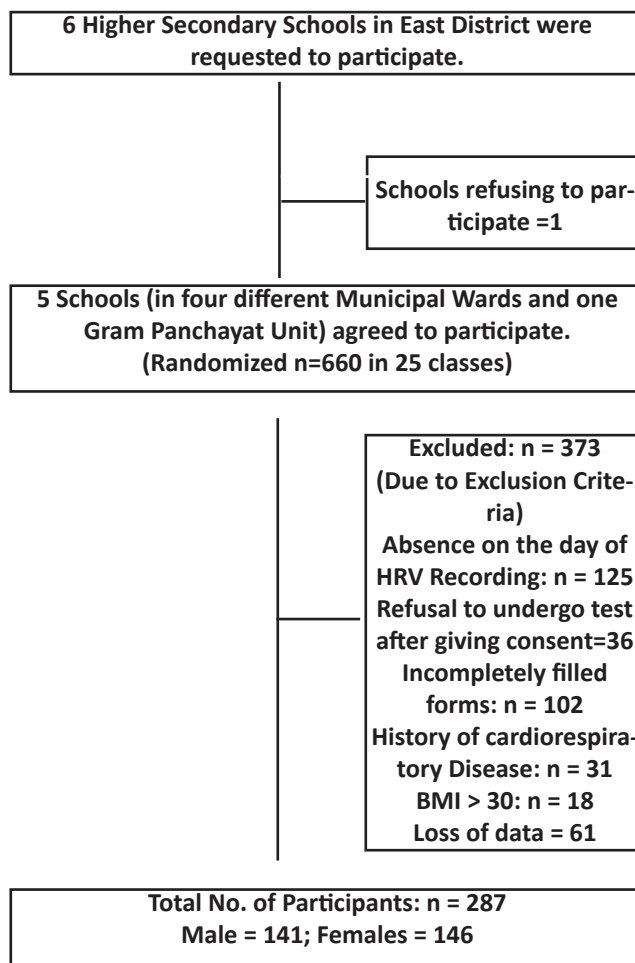 6 Higher Secondary Schools in East District were
requested to participate.
Schools refusing to par-
ticipate =1
5 Schools (in four different Municipal Wards and one
Gram Panchayat Unit) agreed to participate.
(Randomized n=660 in 25 classes)
Excluded: n = 373
(Due to Exclusion Crite-
ria)
Absence on the day of
HRV Recording: n = 125
Refusal to undergo test
after giving consent=36
Incompletely filled
forms: n = 102
History of cardiorespira-
tory Disease: n = 31
BMI > 30: n = 18
Loss of data = 61
Total No. of Participants: n = 287
Male = 141; Females = 146